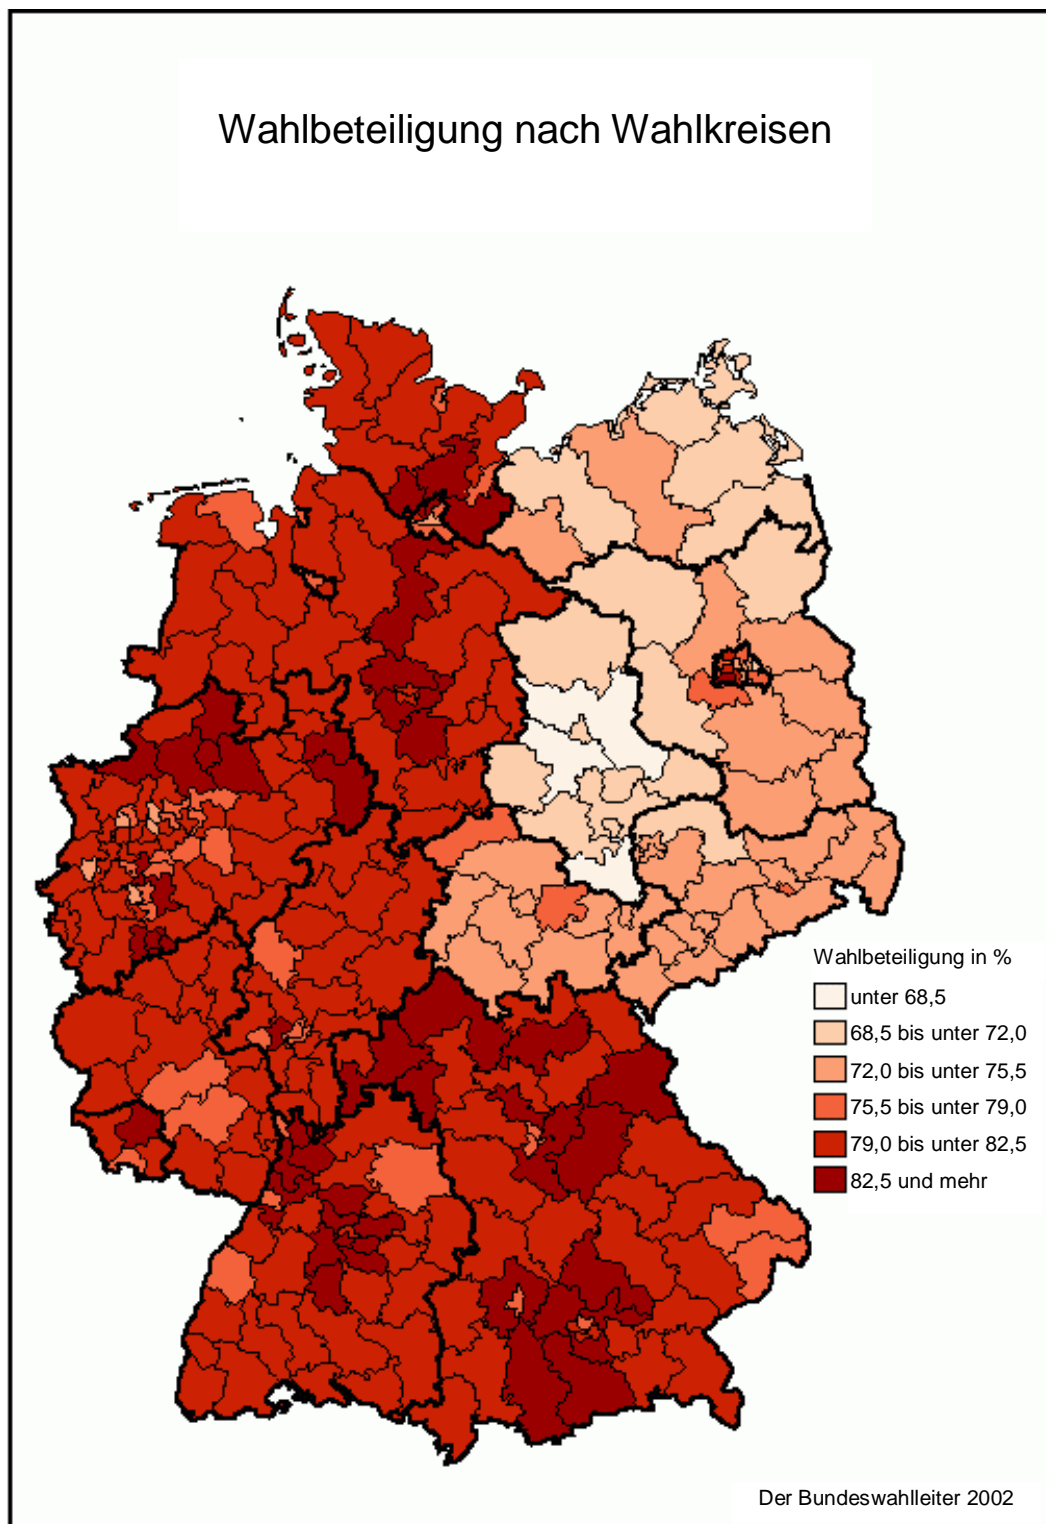 Wahlbeteiligung nach Wahlkreisen
Wahlbeteiligung in %
unter 68,5
68,5 bis unter 72,0
72,0 bis unter 75,5
75,5 bis unter 79,0
79,0 bis unter 82,5
82,5 und mehr
Der Bundeswahlleiter 2002